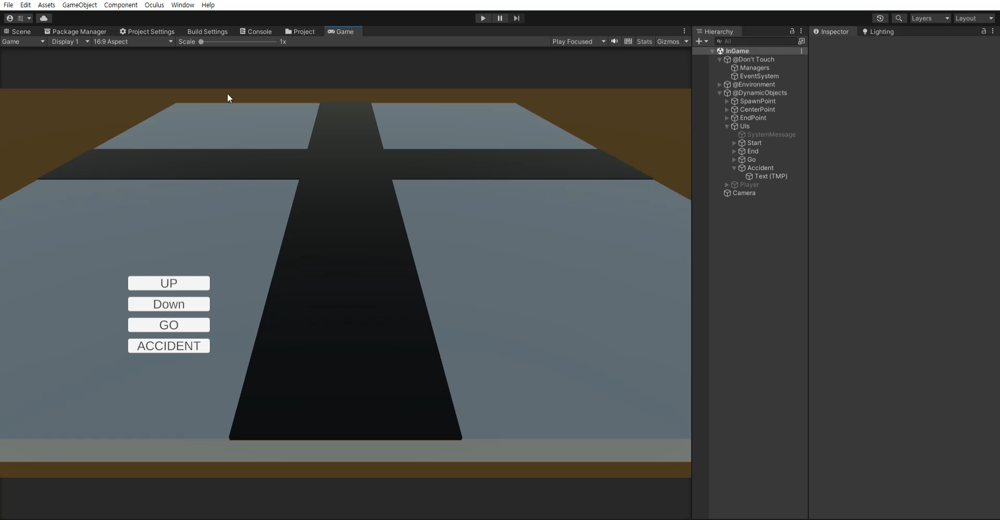 File Edit Assets GameObject Component Oculus Window Help
최 Layers Layout
Scene Package Manager Project Settings Build Settings Console Project Game Hierarchy Inspector Lighting
Game Display 1 16:9 Aspect Scale 1x Play Focused Stats Gizmos All
InGame
@Don't Touch
Managers
EventSystem
@Environment
@DynamicObjects
SpawnPoint
CenterPoint
EndPoint
UIs
SystemMessage
Start
End
Go
Accident
Text (TMP)
Player
Camera
UP
Down
GO
ACCIDENT